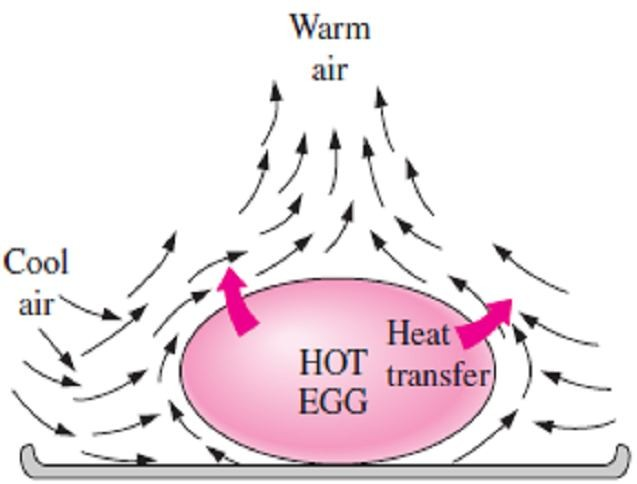 Warm
air
Cool
air
Heat
transfer
HOT
EGG